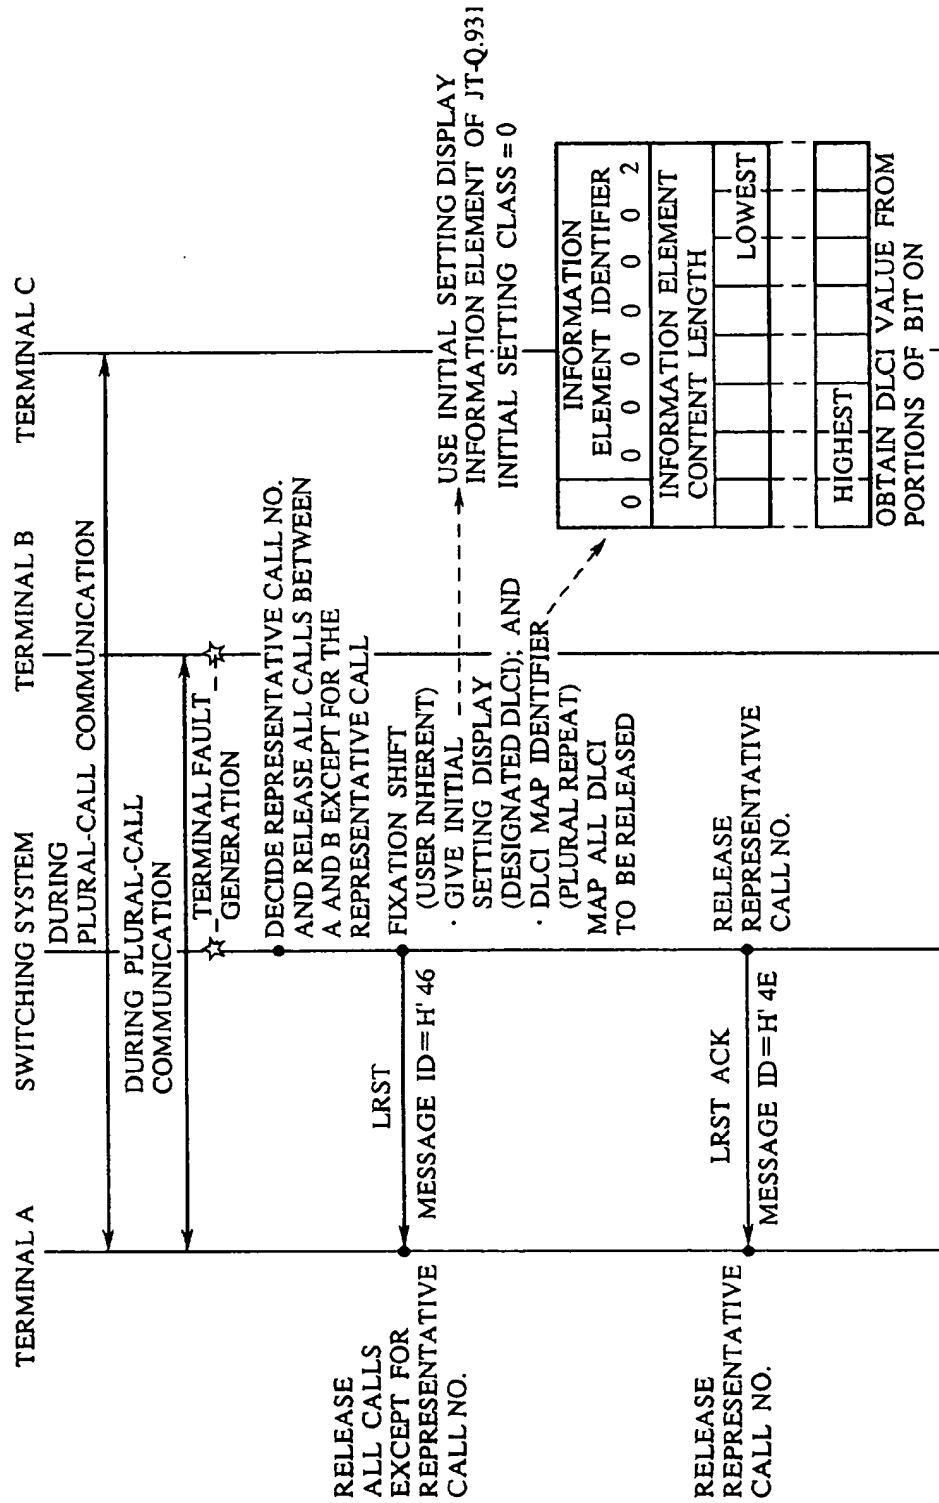 TERMINAL A
SWITCHING SYSTEM
TERMINAL B
TERMINAL C
DURING
PLURAL-CALL COMMUNICATION
DURING PLURAL-CALL
COMMUNICATION
TERMINAL FAULT
GENERATION
DECIDE REPRESENTATIVE CALL NO.
AND RELEASE ALL CALLS BETWEEN
A AND B EXCEPT FOR THE
REPRESENTATIVE CALL
RELEASE
ALL CALLS
EXCEPT FOR
REPRESENTATIVE
CALL NO.
LRST
MESSAGE ID=H' 46
FIXATION SHIFT
(USER INHERENT)
· GIVE INITIAL
SETTING DISPLAY
(DESIGNATED DLCI); AND
· DLCI MAP IDENTIFIER
(PLURAL REPEAT)
MAP ALL DLCI
TO BE RELEASED
USE INITIAL SETTING DISPLAY
INFORMATION ELEMENT OF JT-Q.931
INITIAL SETTING CLASS = 0
INFORMATION
ELEMENT IDENTIFIER
0 0 0 0 0 0 0 2
INFORMATION ELEMENT
CONTENT LENGTH
LOWEST
HIGHEST
OBTAIN DLCI VALUE FROM
PORTIONS OF BIT ON
RELEASE
REPRESENTATIVE
CALL NO.
LRST ACK
MESSAGE ID=H' 4E
RELEASE
REPRESENTATIVE
CALL NO.